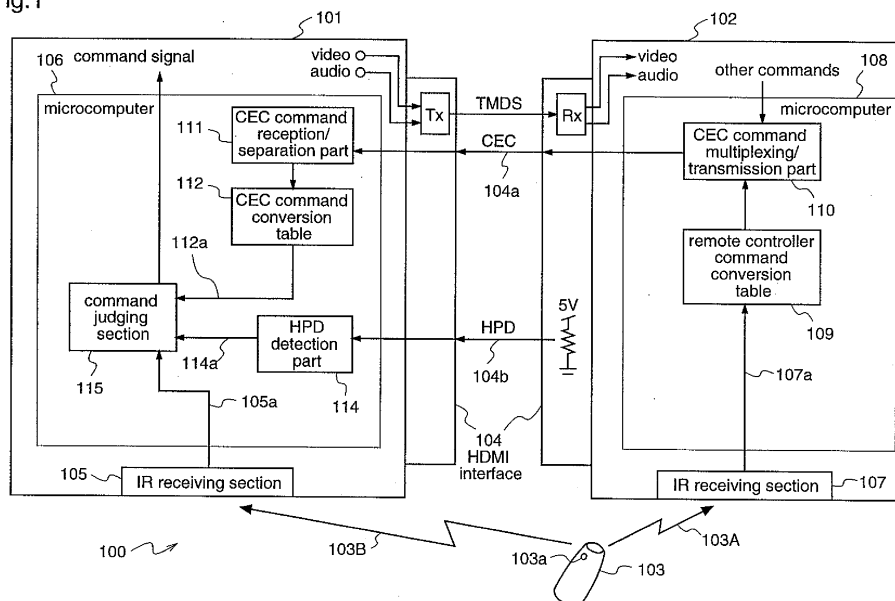 Fig.1
101
102
106
command signal
video
audio
microcomputer
111
CEC command
reception/
separation part
112
CEC command
conversion
table
112a
command
judging
section
115
HPD
detection
part
114a
114
105a
105
IR receiving section
Tx
TMDS
Rx
CEC
104a
HPD
104b
5V
104
HDMI
interface
video
audio
other commands
108
microcomputer
CEC command
multiplexing/
transmission part
110
remote controller
command
conversion
table
109
107a
IR receiving section
107
100
103B
103a
103
103A